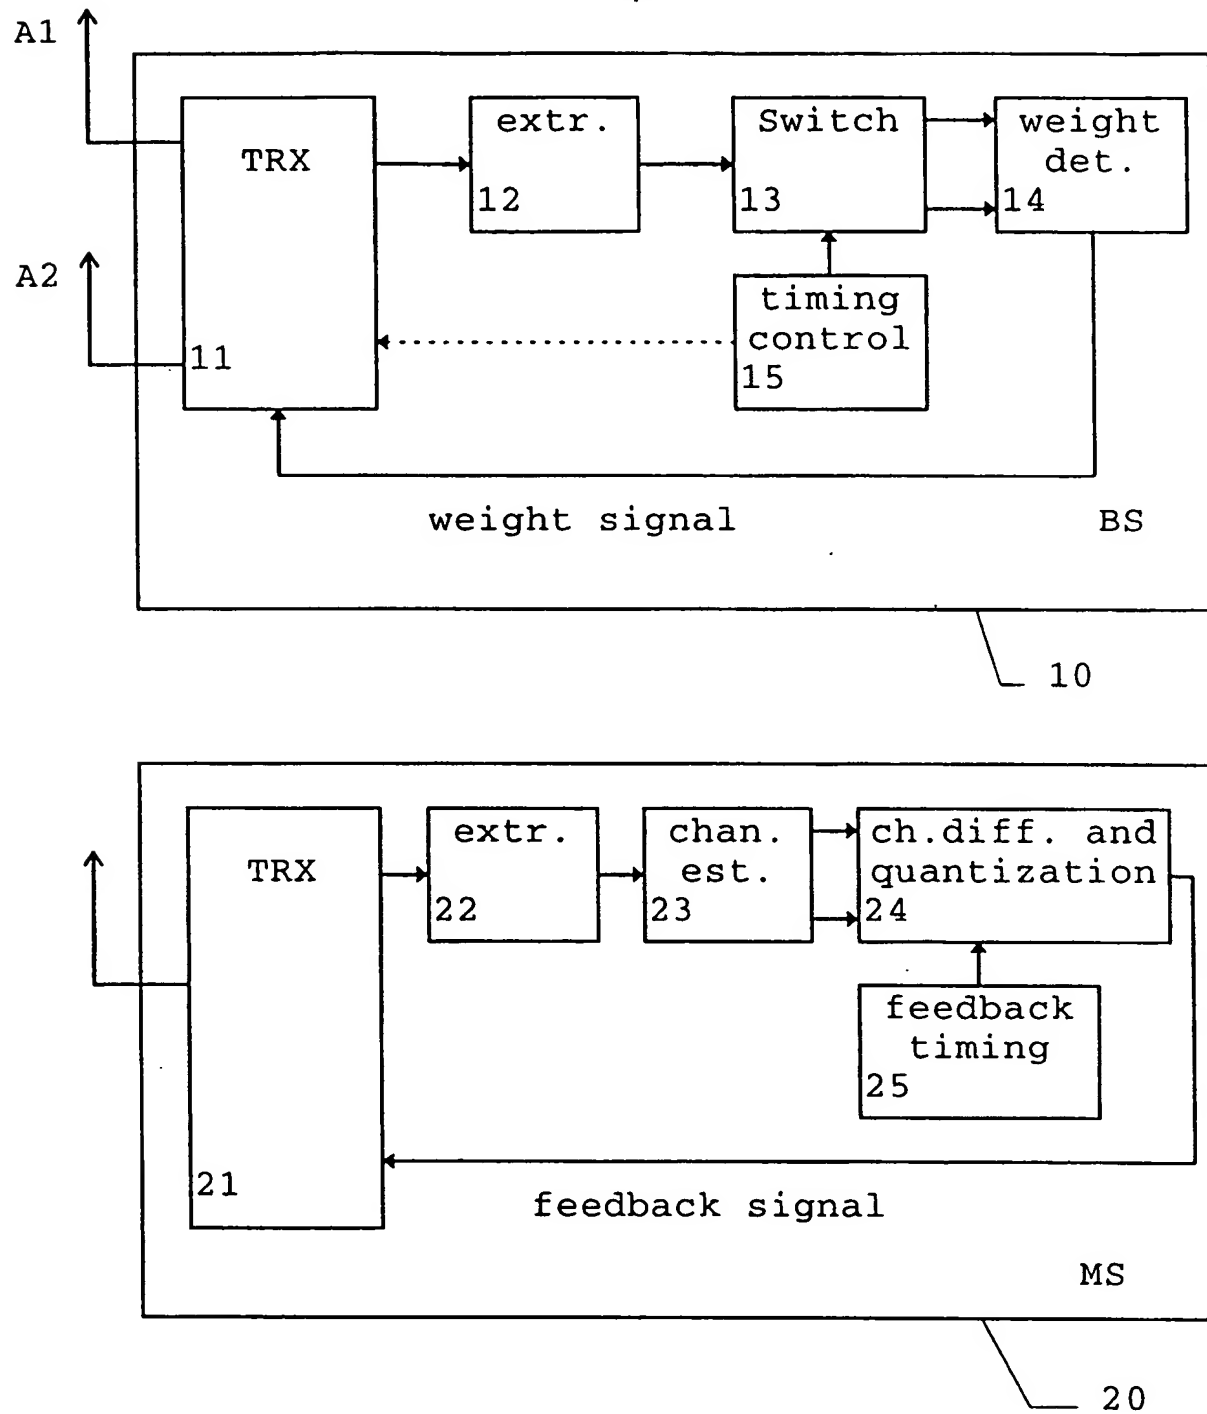 A1
TRX
extr.
12
Switch
13
weight
det.
14
A2
11
timing
control
15
weight signal
BS
10
TRX
extr.
22
chan.
est.
23
ch.diff. and
quantization
24
feedback
timing
25
21
feedback signal
MS
20